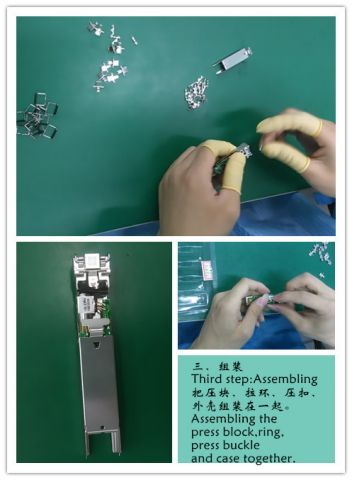 三、组装
Third step:Assembling
把压块、拉环、压扣、
外壳组装在一起。
Assembling the
press block,ring,
press buckle
and case together.